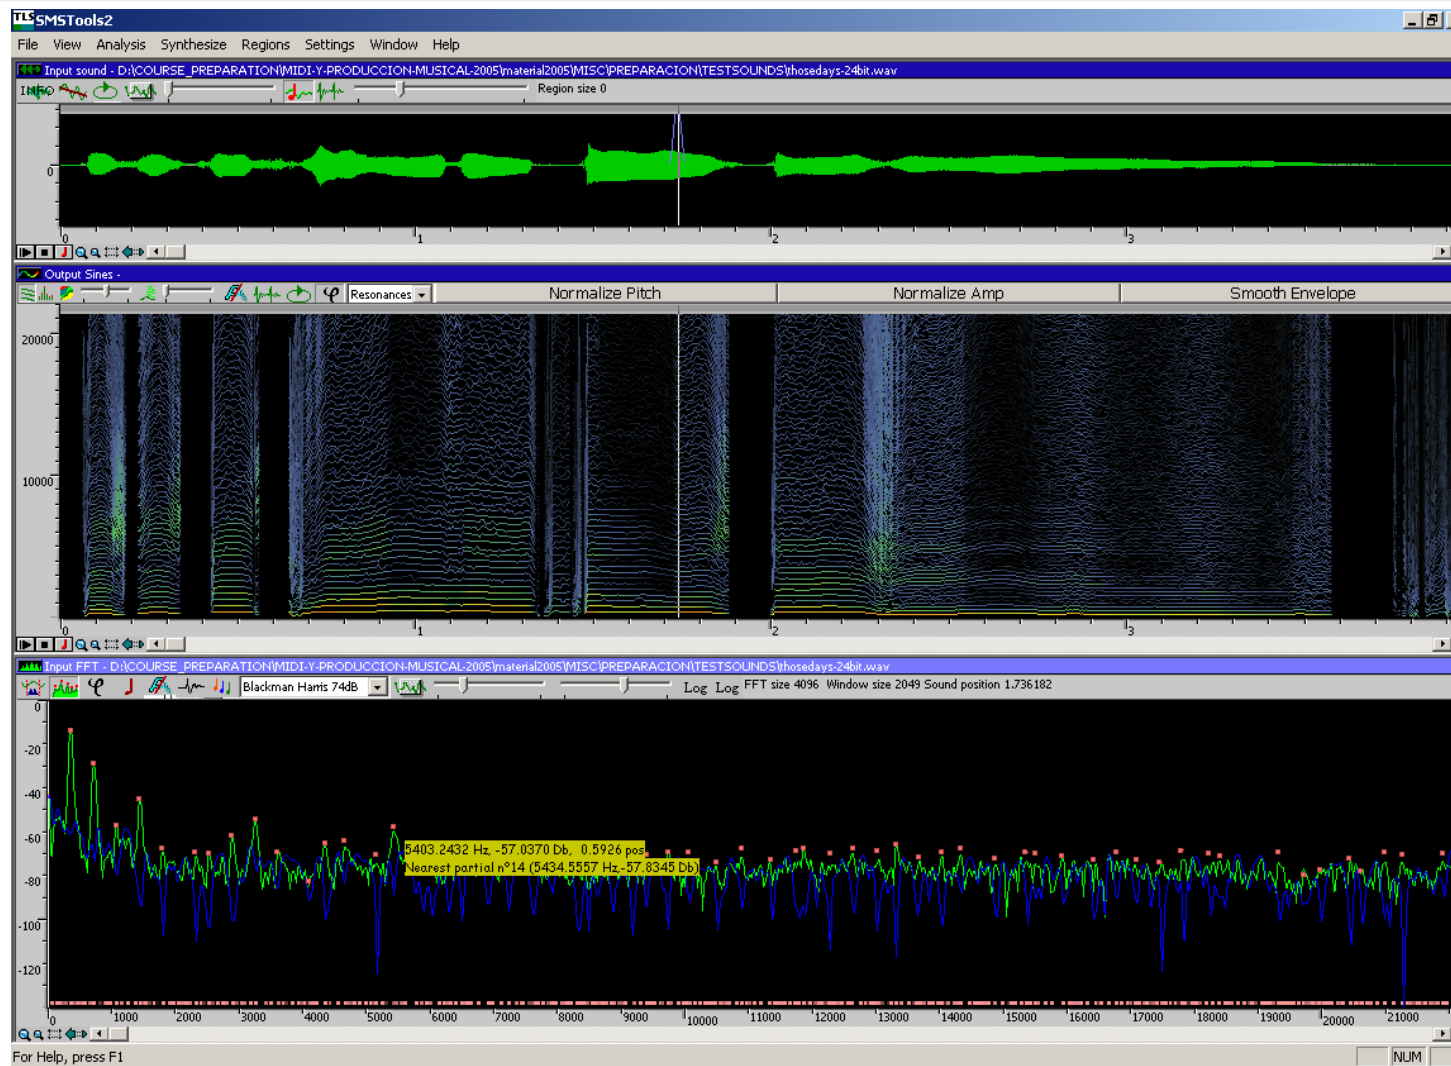 TLS SMSTools2
File View Analysis Synthesize Regions Settings Window Help
Input sound - D:\COURSE_PREPARATION\MIDI-Y-PRODUCCION-MUSICAL-2005\material2005\MISC\PREPARACION\TESTSOUNDS\thosedays-24bit.wav
INFO Region size 0
0
0 1 2 3
Output Sines -
Resonances Normalize Pitch Normalize Amp Smooth Envelope
20000
10000
0 1 2 3
Input FFT - D:\COURSE_PREPARATION\MIDI-Y-PRODUCCION-MUSICAL-2005\material2005\MISC\PREPARACION\TESTSOUNDS\thosedays-24bit.wav
Blackman Harris 74dB Log Log FFT size 4096 Window size 2049 Sound position 1.736182
0
-20
-40
-60
5403.2432 Hz, -57.0370 Db, 0.5926 pos
Nearest partial n°14 (5434.5557 Hz,-57.8345 Db)
-80
-100
-120
0 1000 2000 3000 4000 5000 6000 7000 8000 9000 10000 11000 12000 13000 14000 15000 16000 17000 18000 19000 20000 21000
For Help, press F1 NUM